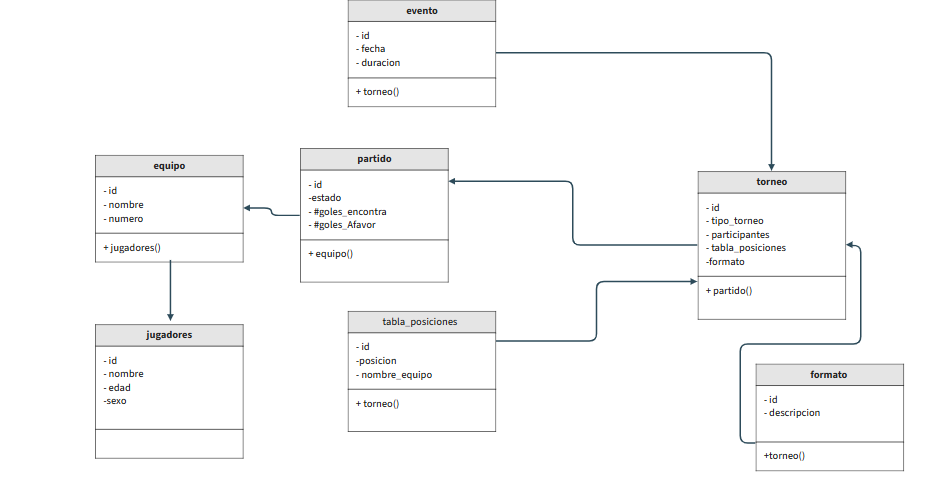 evento
- id
- fecha
- duracion
+ torneo()
equipo
- id
- nombre
- numero
+ jugadores()
partido
- id
-estado
- #goles_encontra
- #goles_Afavor
+ equipo()
torneo
- id
- tipo_torneo
- participantes
- tabla_posiciones
-formato
+ partido()
jugadores
- id
- nombre
- edad
-sexo
tabla_posiciones
- id
-posicion
- nombre_equipo
+ torneo()
formato
- id
- descripcion
+torneo()